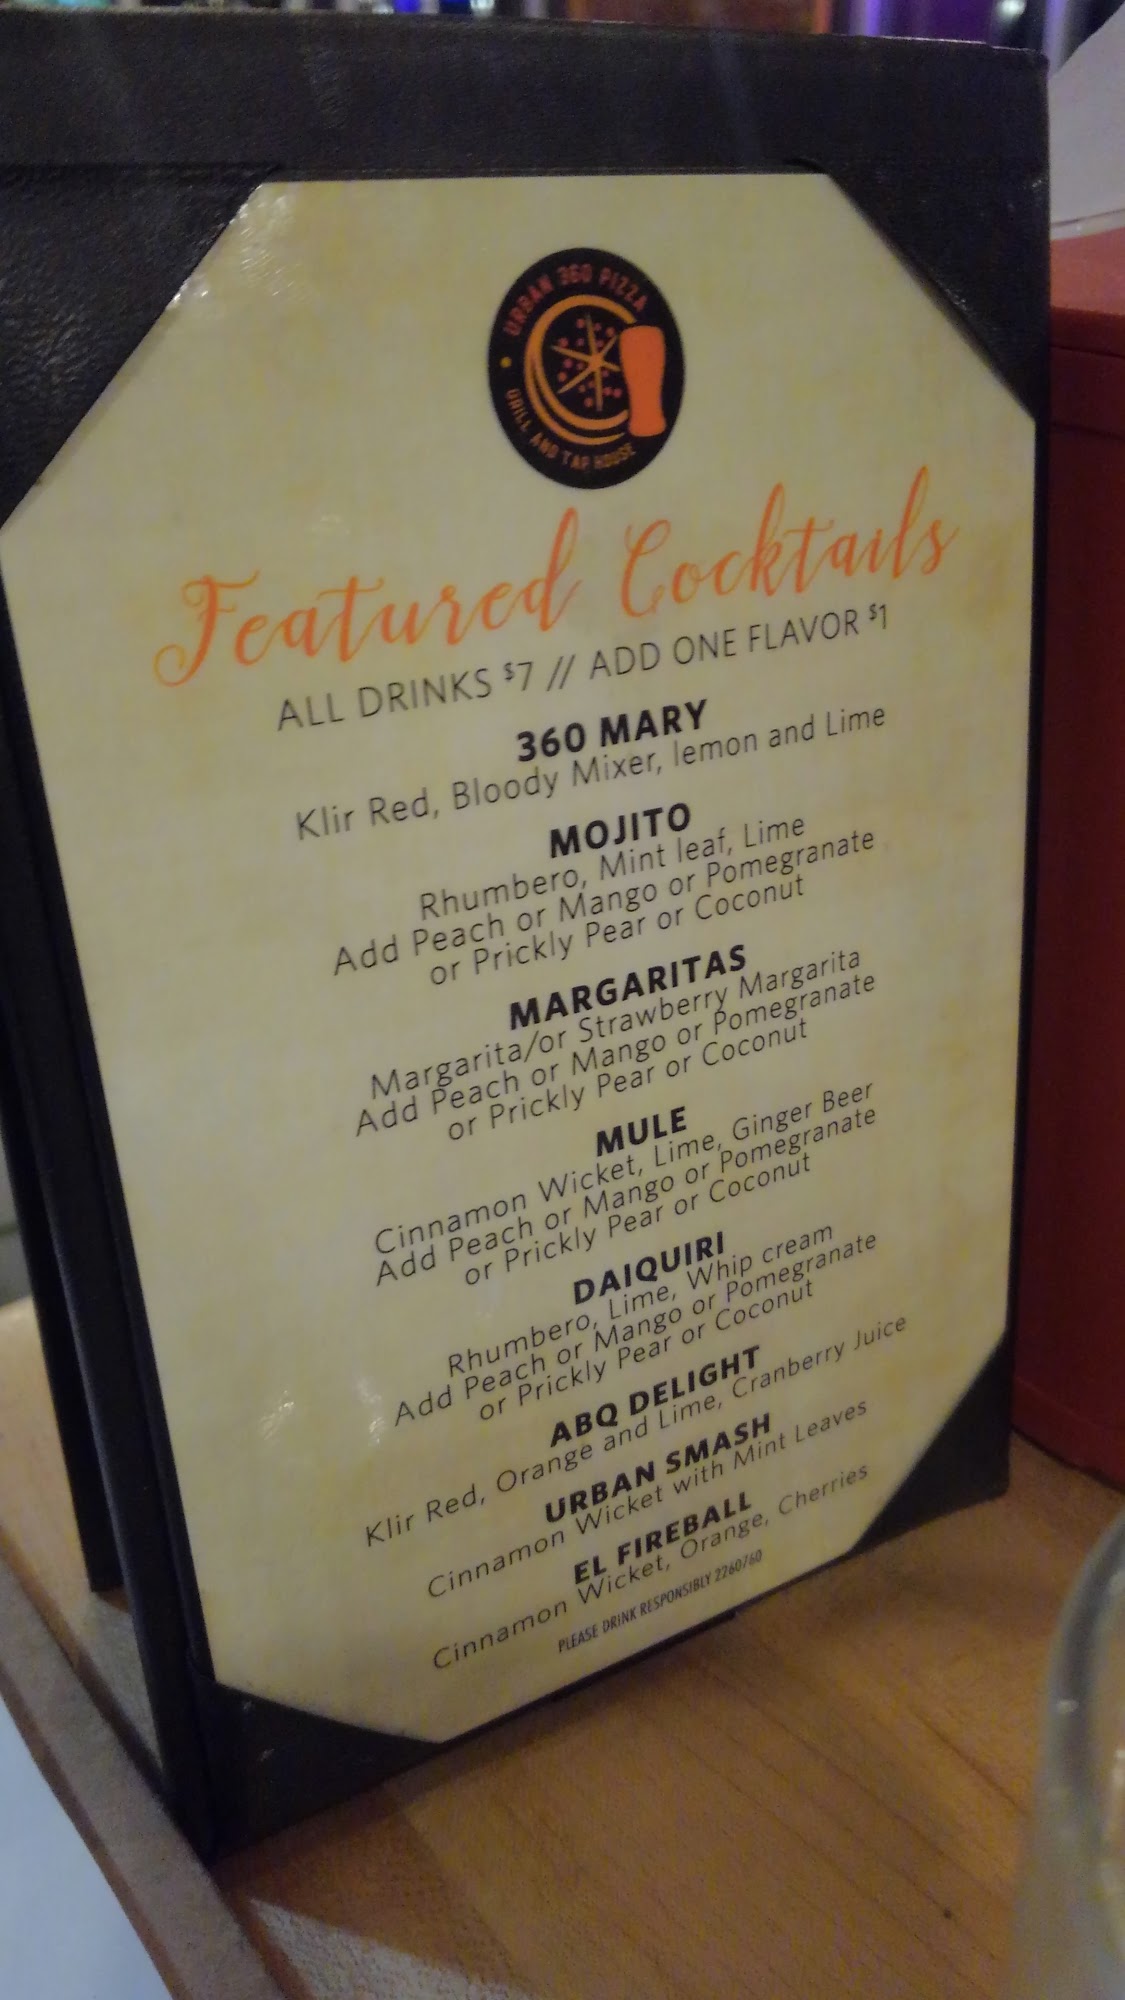 URBAN 360 PIZZA
GRILL AND TAP HOUSE
Featured Cocktails
ALL DRINKS $7 // ADD ONE FLAVOR $1
360 MARY
Klir Red, Bloody Mixer, lemon and Lime
MOJITO
Rhumbero, Mint leaf, Lime
Add Peach or Mango or Pomegranate
or Prickly Pear or Coconut
MARGARITAS
Margarita/or Strawberry Margarita
Add Peach or Mango or Pomegranate
or Prickly Pear or Coconut
MULE
Cinnamon Wicket, Lime, Ginger Beer
Add Peach or Mango or Pomegranate
or Prickly Pear or Coconut
DAIQUIRI
Rhumbero, Lime, Whip cream
Add Peach or Mango or Pomegranate
or Prickly Pear or Coconut
ABQ DELIGHT
Klir Red, Orange and Lime, Cranberry Juice
URBAN SMASH
Cinnamon Wicket with Mint Leaves
EL FIREBALL
Cinnamon Wicket, Orange, Cherries
PLEASE DRINK RESPONSIBLY 2260760